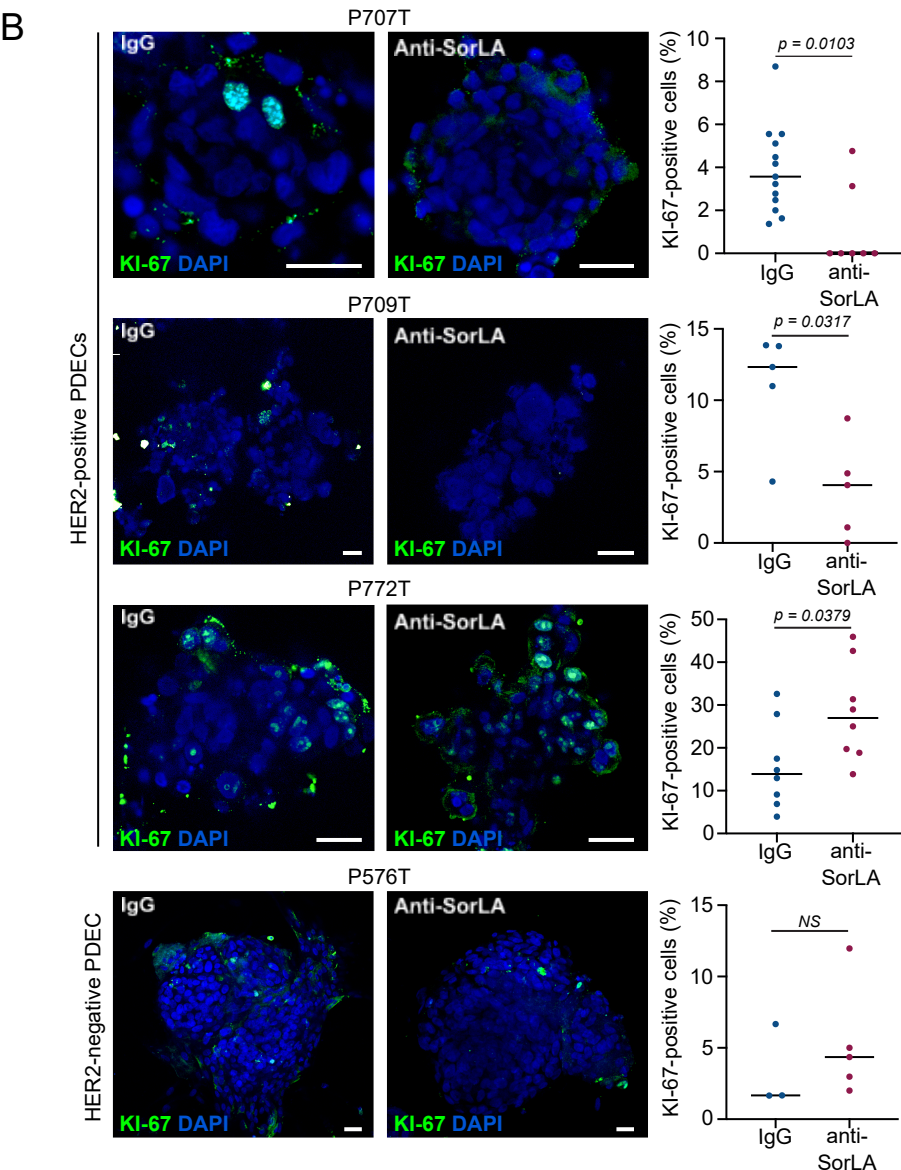 B
P707T
IgG
Anti-SorLA
KI-67 DAPI
KI-67 DAPI
KI-67-positive cells (%)
10
8
6
4
2
0
p = 0.0103
IgG
anti-
SorLA
HER2-positive PDECs
P709T
IgG
Anti-SorLA
KI-67 DAPI
KI-67 DAPI
KI-67-positive cells (%)
15
10
5
0
p = 0.0317
IgG
anti-
SorLA
P772T
IgG
Anti-SorLA
KI-67 DAPI
KI-67 DAPI
KI-67-positive cells (%)
50
40
30
20
10
0
p = 0.0379
IgG
anti-
SorLA
HER2-negative PDEC
P576T
IgG
Anti-SorLA
KI-67 DAPI
KI-67 DAPI
KI-67-positive cells (%)
15
10
5
0
NS
IgG
anti-
SorLA